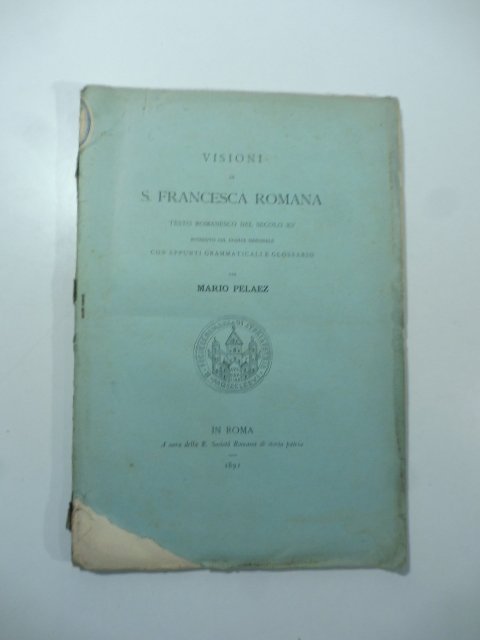 VISIONI
DI
S. FRANCESCA ROMANA
TESTO ROMANESCO DEL SECOLO XV
RIVEDUTO SUL CODICE ORIGINALE
CON APPUNTI GRAMMATICALI E GLOSSARIO
PER
MARIO PELAEZ
IN ROMA
A cura della R. Società Romana di storia patria
1891